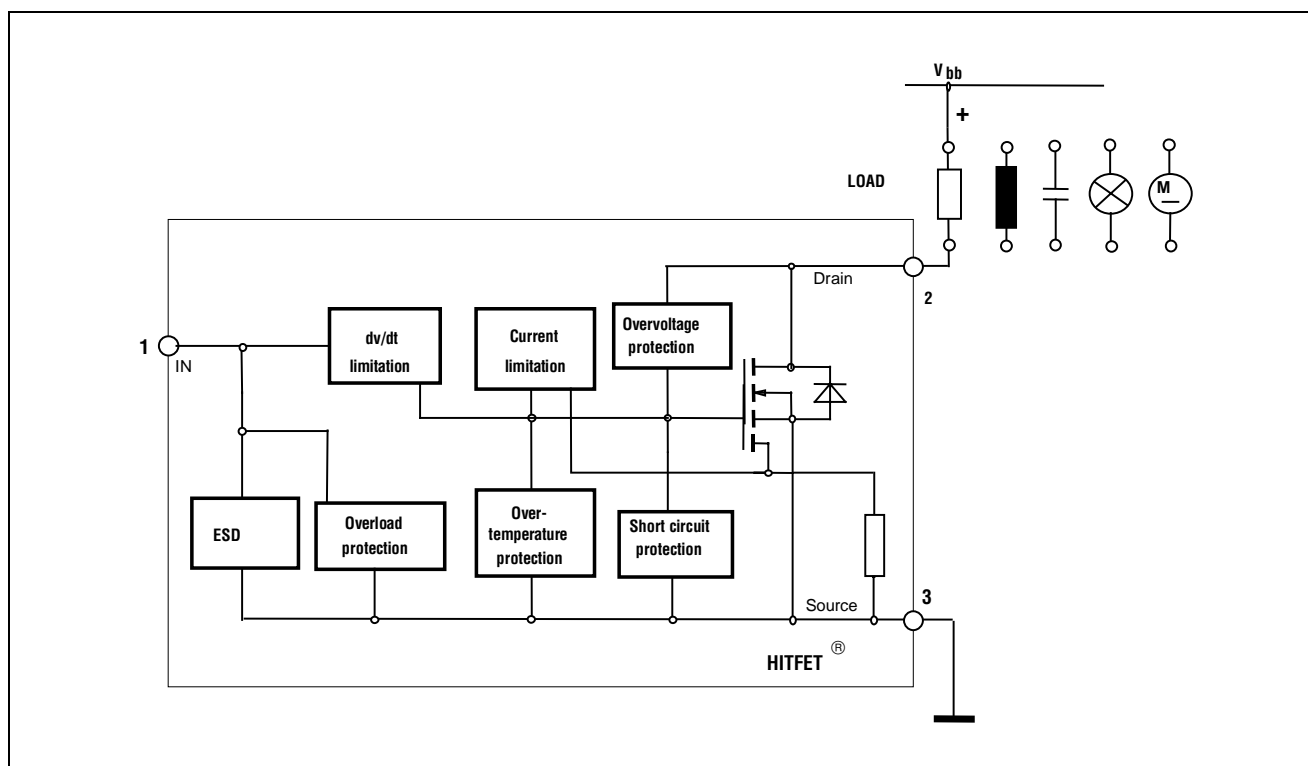 Vbb
+
LOAD
M
Drain
2
1
IN
dv/dt
limitation
Current
limitation
Overvoltage
protection
ESD
Overload
protection
Over-
temperature
protection
Short circuit
protection
Source
3
HITFET ®